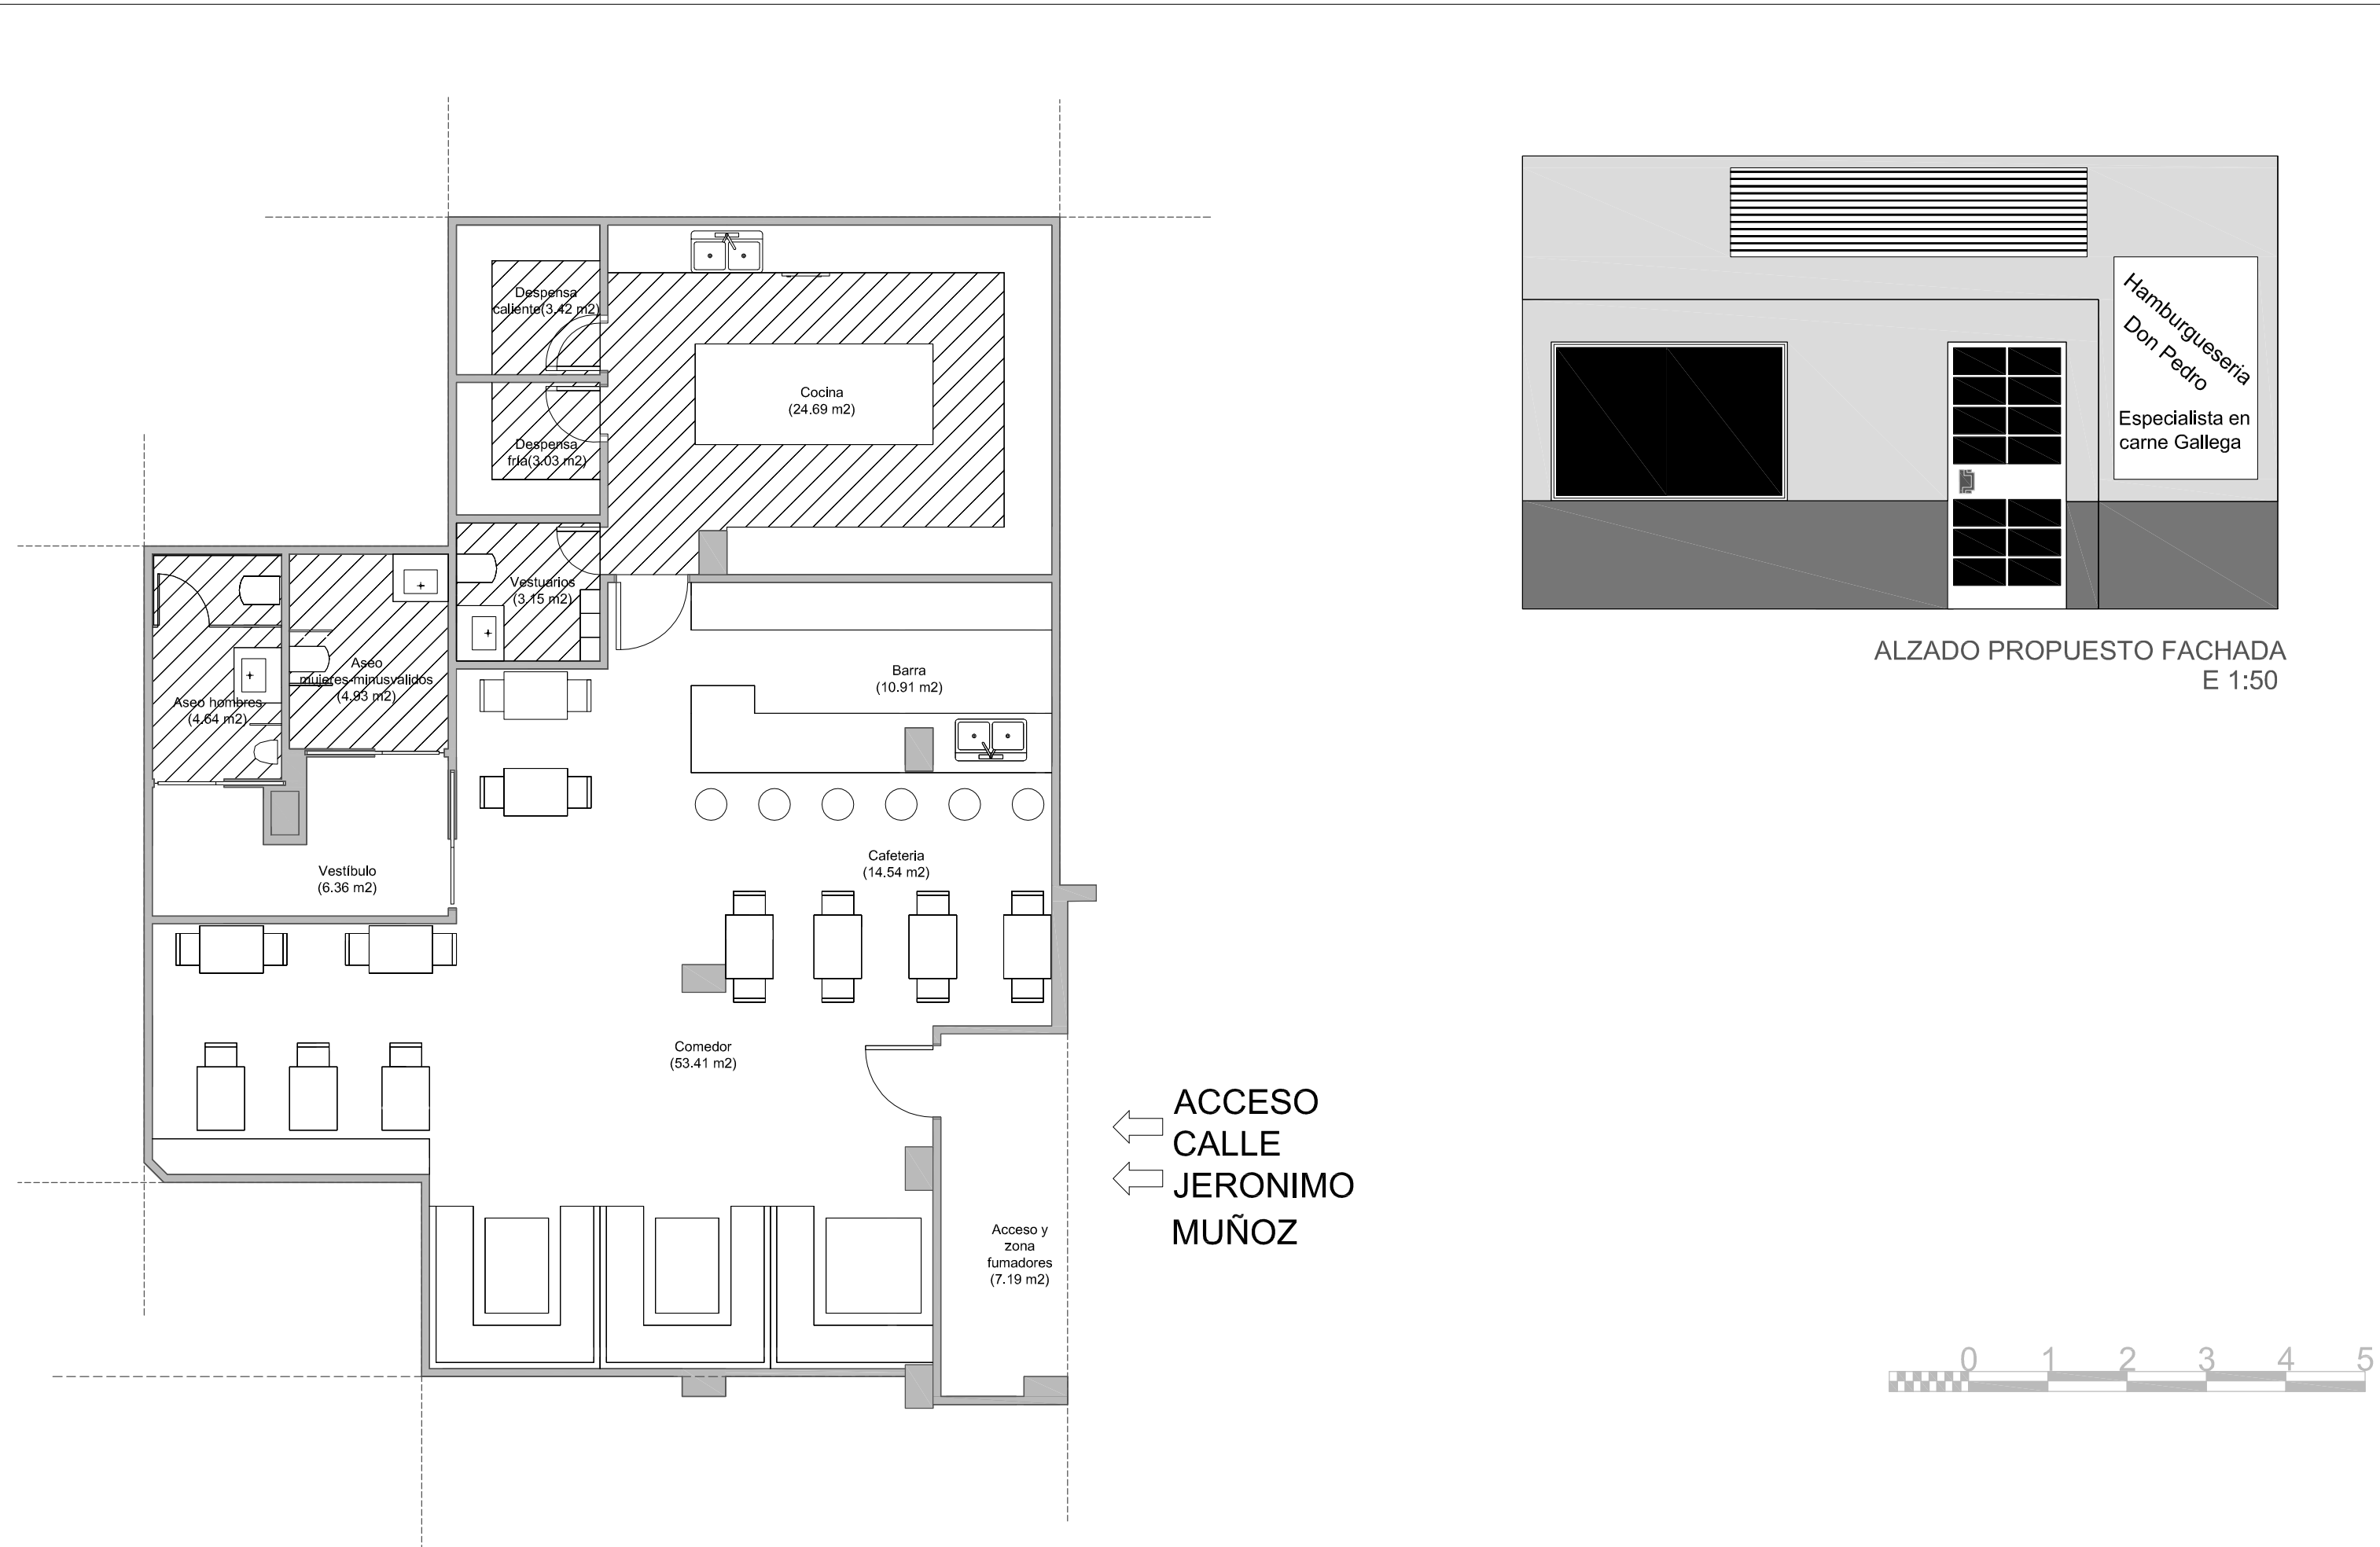 Despensa
caliente(3.42 m2)
Cocina
(24.69 m2)
Despensa
fría(3.03 m2)
Vestuarios
(3.15 m2)
Aseo
mujeres-minusvalidos
(4.93 m2)
Aseo hombres
(4.64 m2)
Barra
(10.91 m2)
Vestíbulo
(6.36 m2)
Cafeteria
(14.54 m2)
Comedor
(53.41 m2)
Acceso y
zona
fumadores
(7.19 m2)
ACCESO
CALLE
JERONIMO
MUÑOZ
Hamburgueseria
Don Pedro
Especialista en
carne Gallega
ALZADO PROPUESTO FACHADA
E 1:50
0 1 2 3 4 5